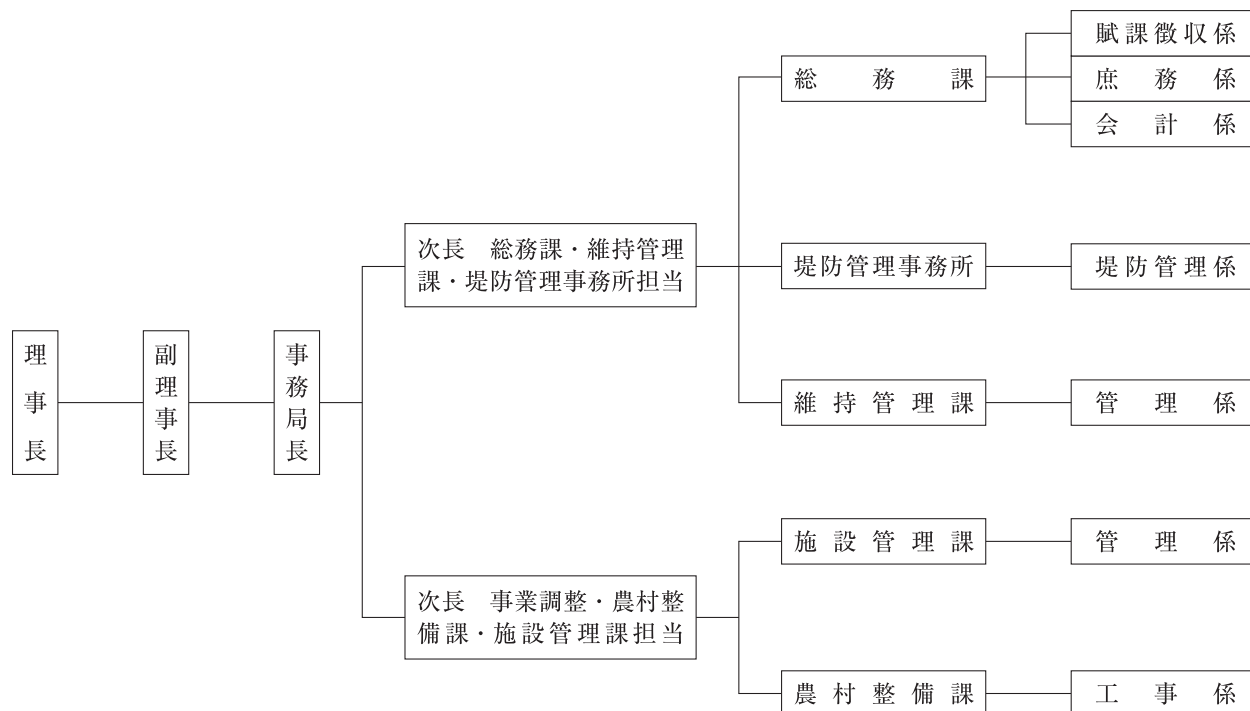 理事長
副理事長
事務局長
次長 総務課・維持管理
課・堤防管理事務所担当
総務課
賦課徴収係
庶務係
会計係
堤防管理事務所
堤防管理係
維持管理課
管理係
次長 事業調整・農村整
備課・施設管理課担当
施設管理課
管理係
農村整備課
工事係